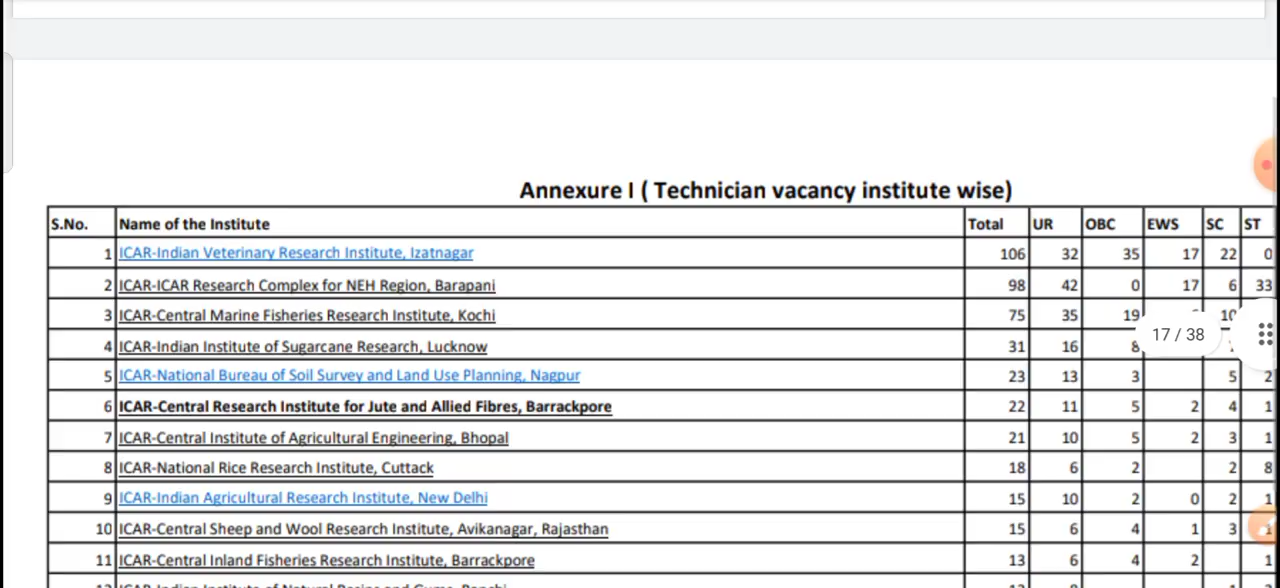 Annexure I ( Technician vacancy institute wise)
S.No. Name of the Institute Total UR OBC EWS SC ST
1 ICAR-Indian Veterinary Research Institute, Izatnagar 106 32 35 17 22 0
2 ICAR-ICAR Research Complex for NEH Region, Barapani 98 42 0 17 6 33
3 ICAR-Central Marine Fisheries Research Institute, Kochi 75 35 19 10
17 / 38
4 ICAR-Indian Institute of Sugarcane Research, Lucknow 31 16 8
5 ICAR-National Bureau of Soil Survey and Land Use Planning, Nagpur 23 13 3 5 2
6 ICAR-Central Research Institute for Jute and Allied Fibres, Barrackpore 22 11 5 2 4 1
7 ICAR-Central Institute of Agricultural Engineering, Bhopal 21 10 5 2 3 1
8 ICAR-National Rice Research Institute, Cuttack 18 6 2 2 8
9 ICAR-Indian Agricultural Research Institute, New Delhi 15 10 2 0 2 1
10 ICAR-Central Sheep and Wool Research Institute, Avikanagar, Rajasthan 15 6 4 1 3 1
11 ICAR-Central Inland Fisheries Research Institute, Barrackpore 13 6 4 2 1